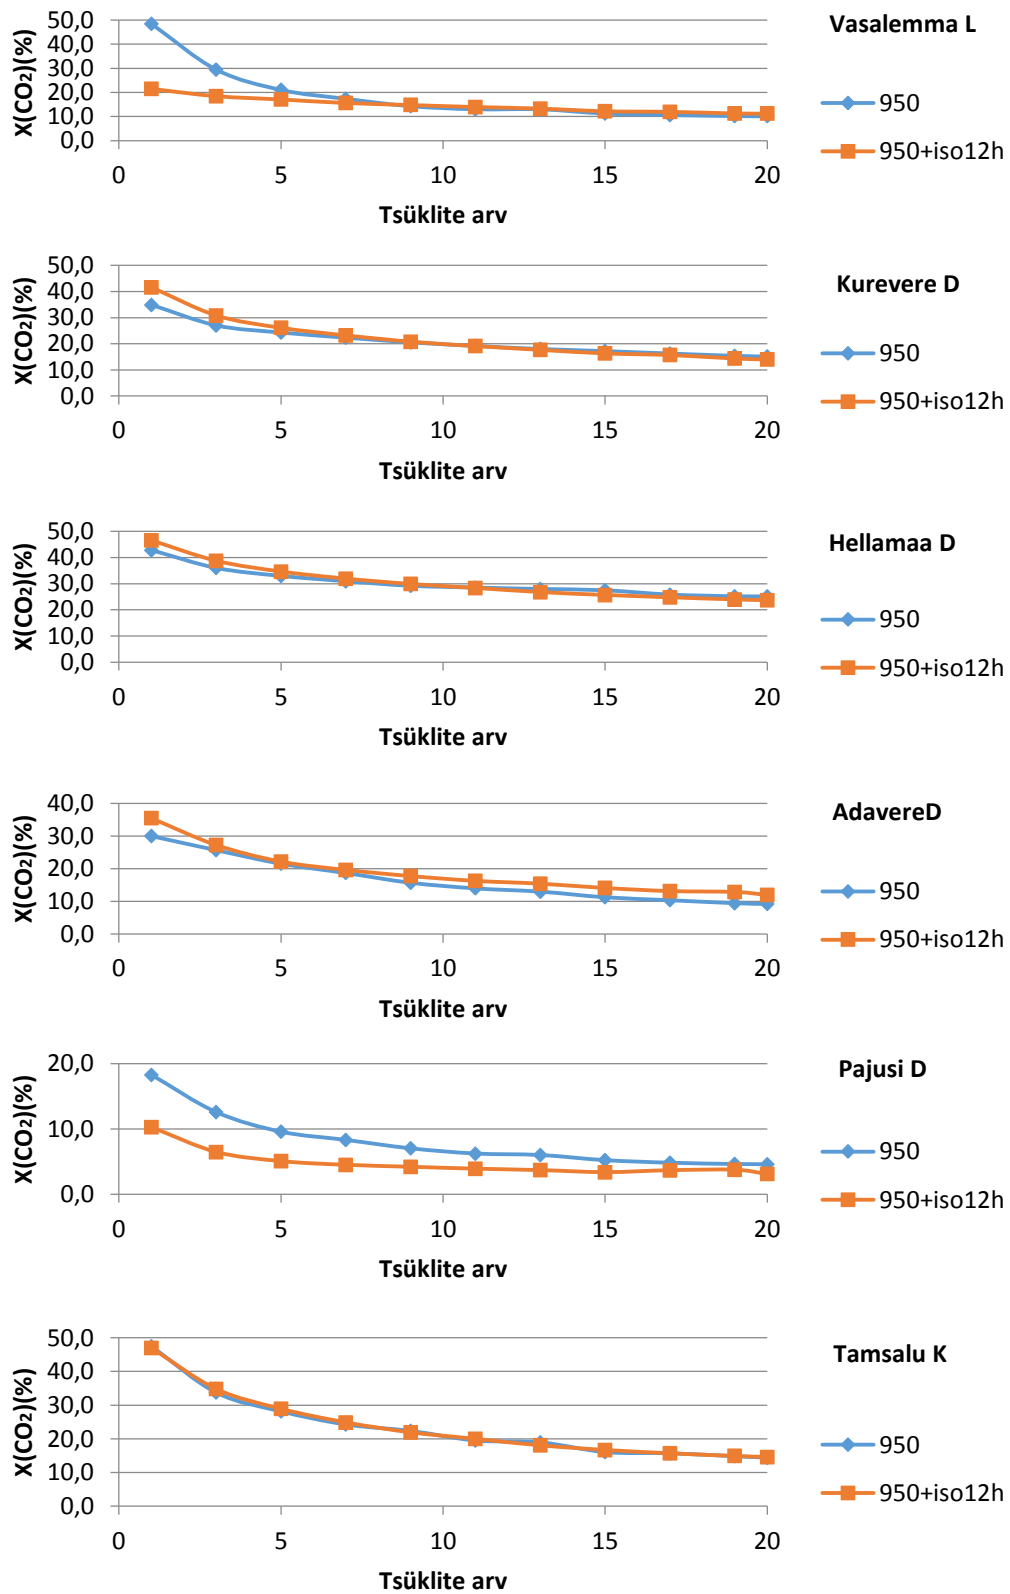 Vasalemma L
X(CO₂)(%)
50,0
40,0
30,0
20,0
10,0
0,0
0 5 10 15 20
Tsüklite arv
950
950+iso12h
Kurevere D
X(CO₂)(%)
50,0
40,0
30,0
20,0
10,0
0,0
0 5 10 15 20
Tsüklite arv
950
950+iso12h
Hellamaa D
X(CO₂)(%)
50,0
40,0
30,0
20,0
10,0
0,0
0 5 10 15 20
Tsüklite arv
950
950+iso12h
AdavereD
X(CO₂)(%)
40,0
30,0
20,0
10,0
0,0
0 5 10 15 20
Tsüklite arv
950
950+iso12h
Pajusi D
X(CO₂)(%)
20,0
10,0
0,0
0 5 10 15 20
Tsüklite arv
950
950+iso12h
Tamsalu K
X(CO₂)(%)
50,0
40,0
30,0
20,0
10,0
0,0
0 5 10 15 20
Tsüklite arv
950
950+iso12h